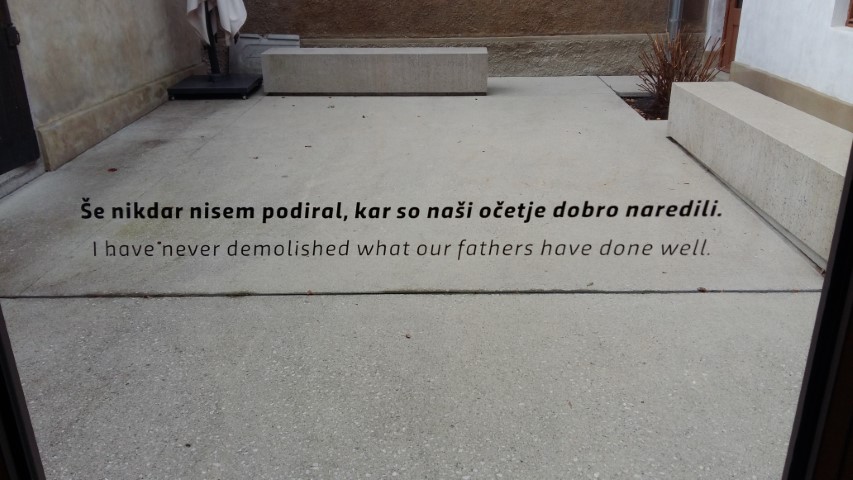 Še nikdar nisem podiral, kar so naši očetje dobro naredili.
I have never demolished what our fathers have done well.